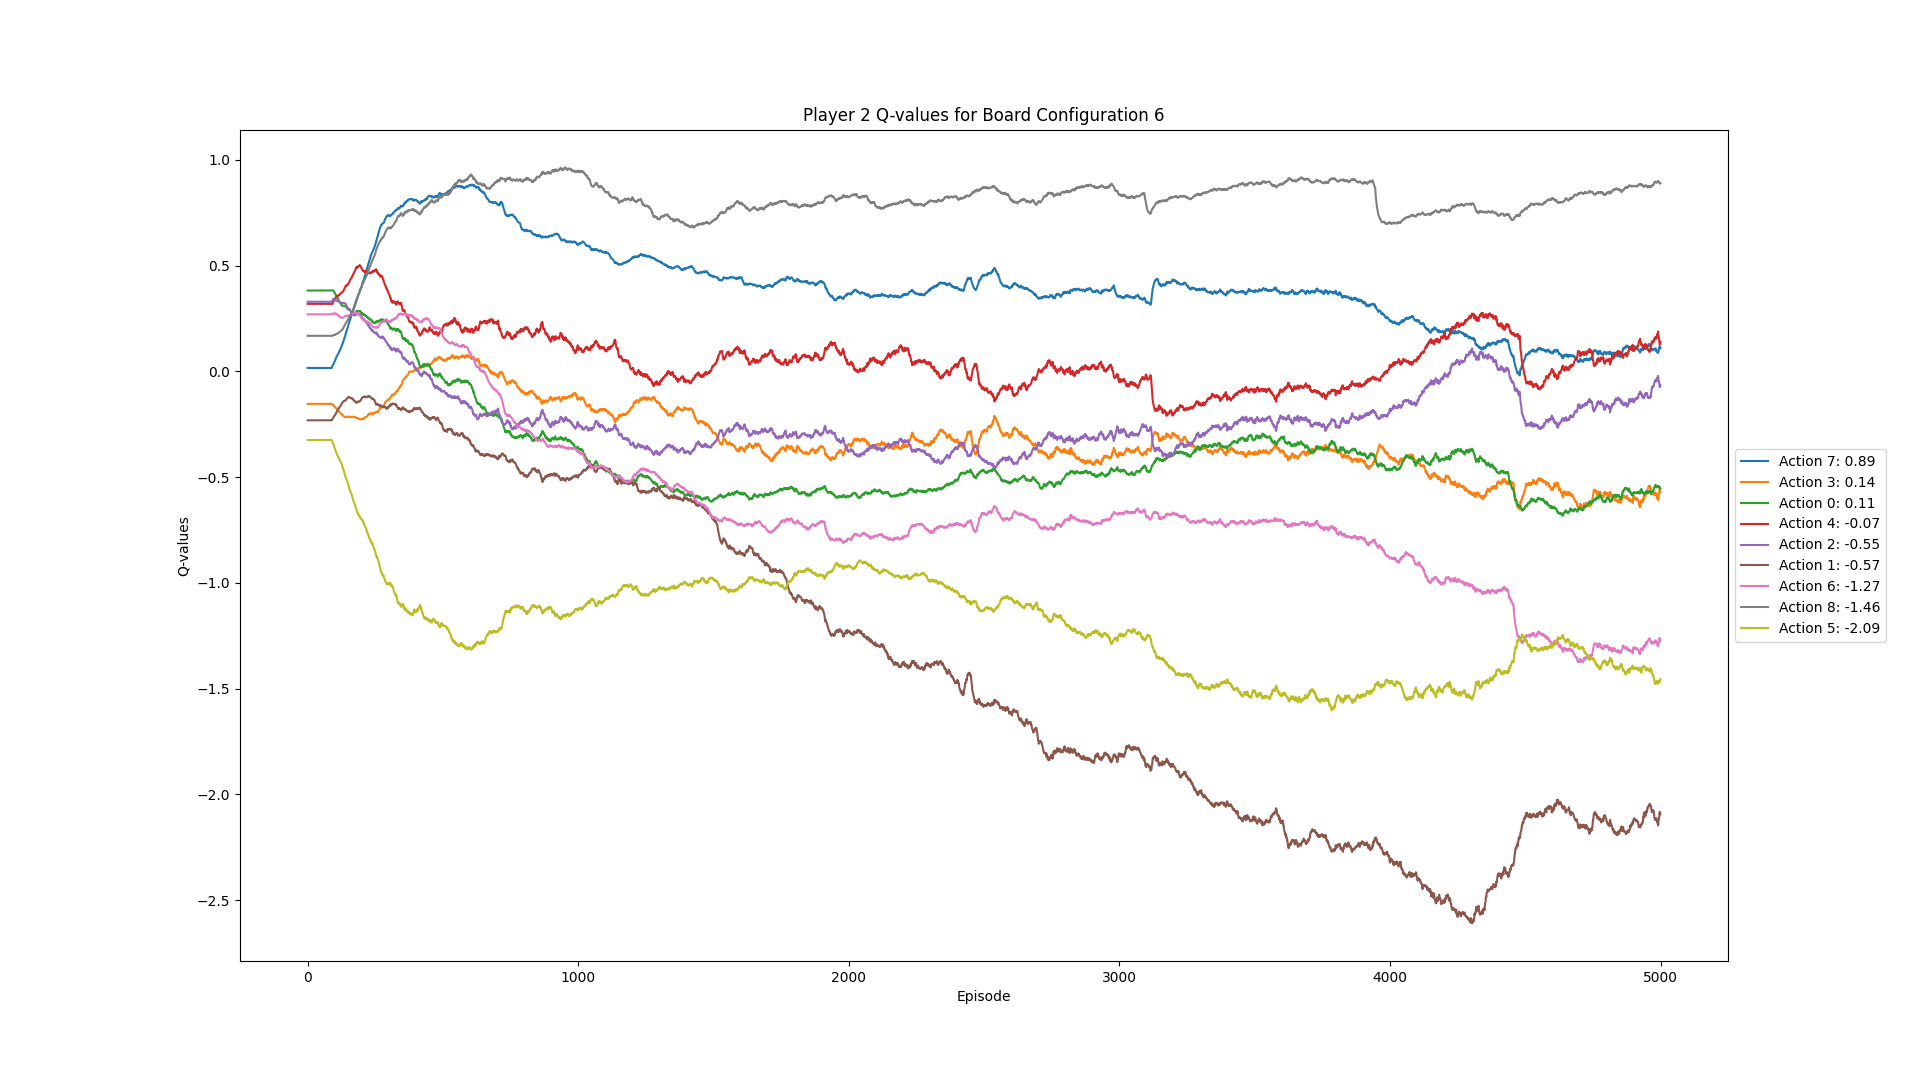 Player 2 Q-values for Board Configuration 6
1.0
0.5
0.0
−0.5
−1.0
−1.5
−2.0
−2.5
Q-values
0
1000
2000
3000
4000
5000
Episode
Action 7: 0.89
Action 3: 0.14
Action 0: 0.11
Action 4: -0.07
Action 2: -0.55
Action 1: -0.57
Action 6: -1.27
Action 8: -1.46
Action 5: -2.09